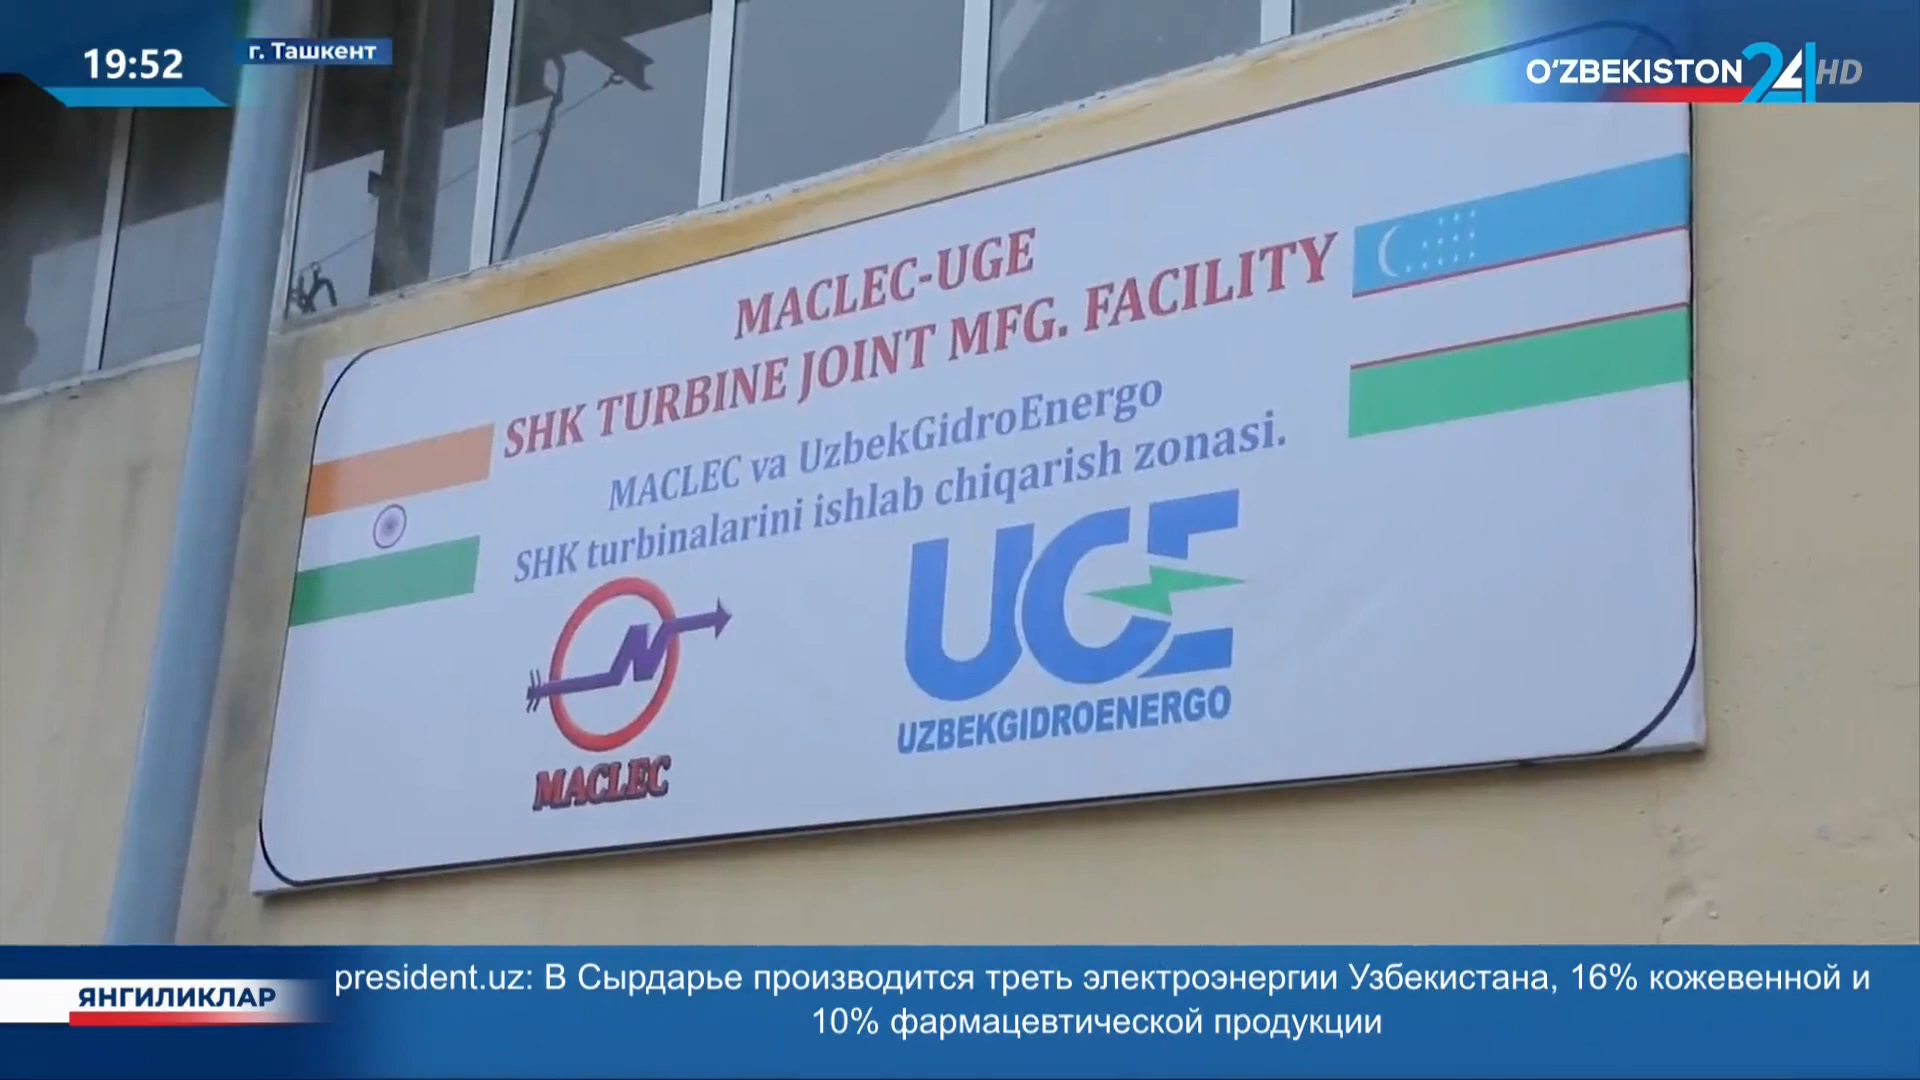 19:52
г. Ташкент
O‘ZBEKISTON 24 HD
MACLEC-UGE
SHK TURBINE JOINT MFG. FACILITY
MACLEC va UzbekGidroEnergo
SHK turbinalarini ishlab chiqarish zonasi.
N
MACLEC
UGE
UZBEKGIDROENERGO
ЯНГИЛИКЛАР
president.uz: В Сырдарье производится треть электроэнергии Узбекистана, 16% кожевенной и
10% фармацевтической продукции